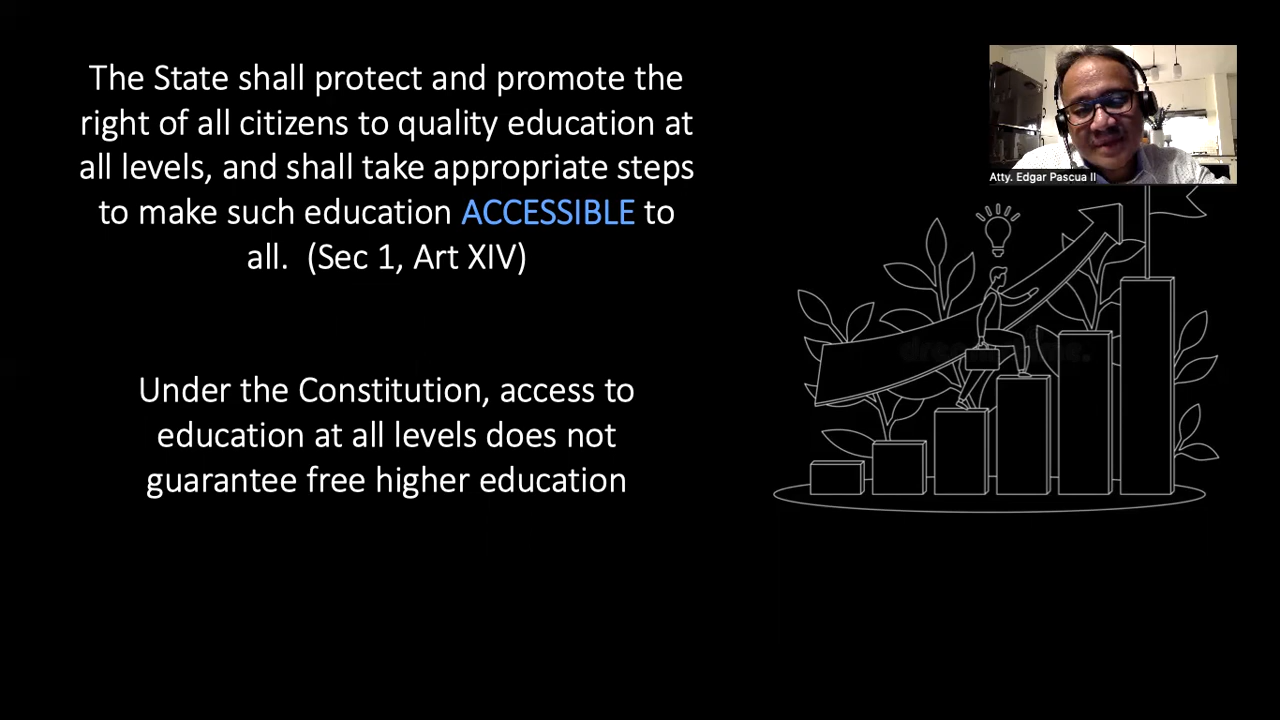 The State shall protect and promote the
right of all citizens to quality education at
all levels, and shall take appropriate steps
to make such education ACCESSIBLE to
all.  (Sec 1, Art XIV)
Under the Constitution, access to
education at all levels does not
guarantee free higher education
Atty. Edgar Pascua II